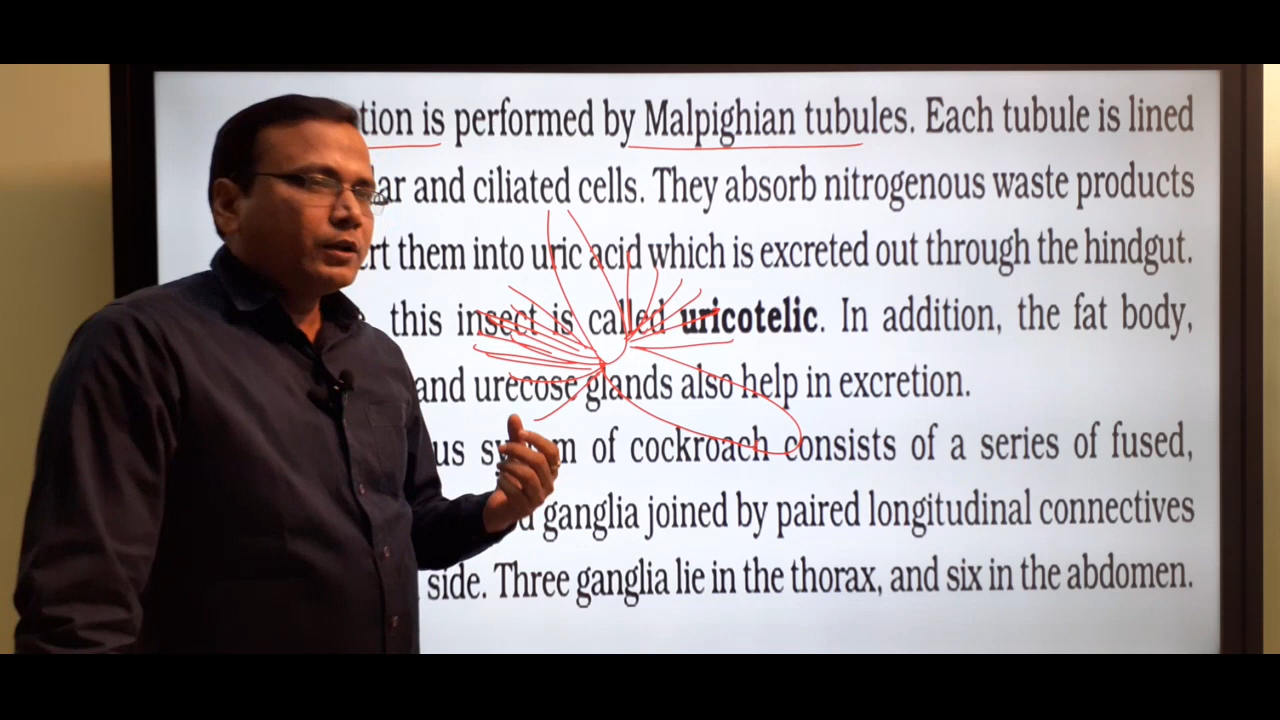 tion is performed by Malpighian tubules. Each tubule is lined
ar and ciliated cells. They absorb nitrogenous waste products
ert them into uric acid which is excreted out through the hindgut.
this insect is called uricotelic. In addition, the fat body,
and urecose glands also help in excretion.
us system of cockroach consists of a series of fused,
ganglia joined by paired longitudinal connectives
side. Three ganglia lie in the thorax, and six in the abdomen.